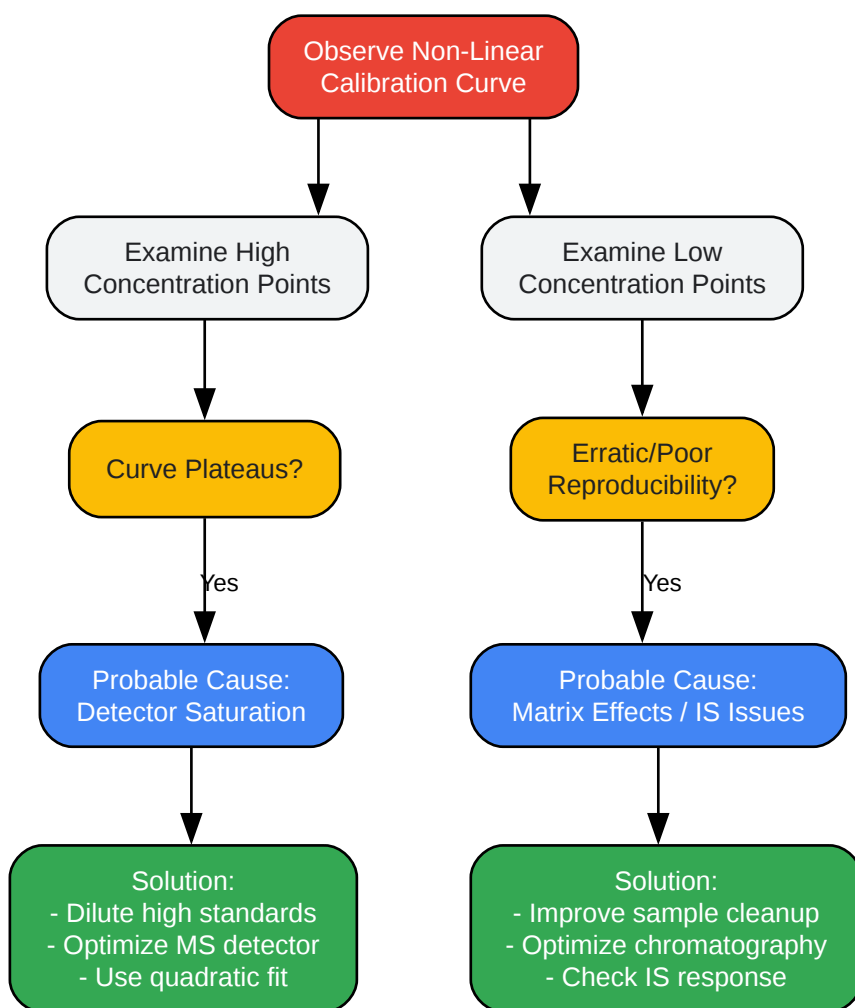 Observe Non-Linear
Calibration Curve
Examine High
Concentration Points
Examine Low
Concentration Points
Curve Plateaus?
Erratic/Poor
Reproducibility?
Yes
Yes
Probable Cause:
Detector Saturation
Probable Cause:
Matrix Effects / IS Issues
Solution:
- Dilute high standards
- Optimize MS detector
- Use quadratic fit
Solution:
- Improve sample cleanup
- Optimize chromatography
- Check IS response